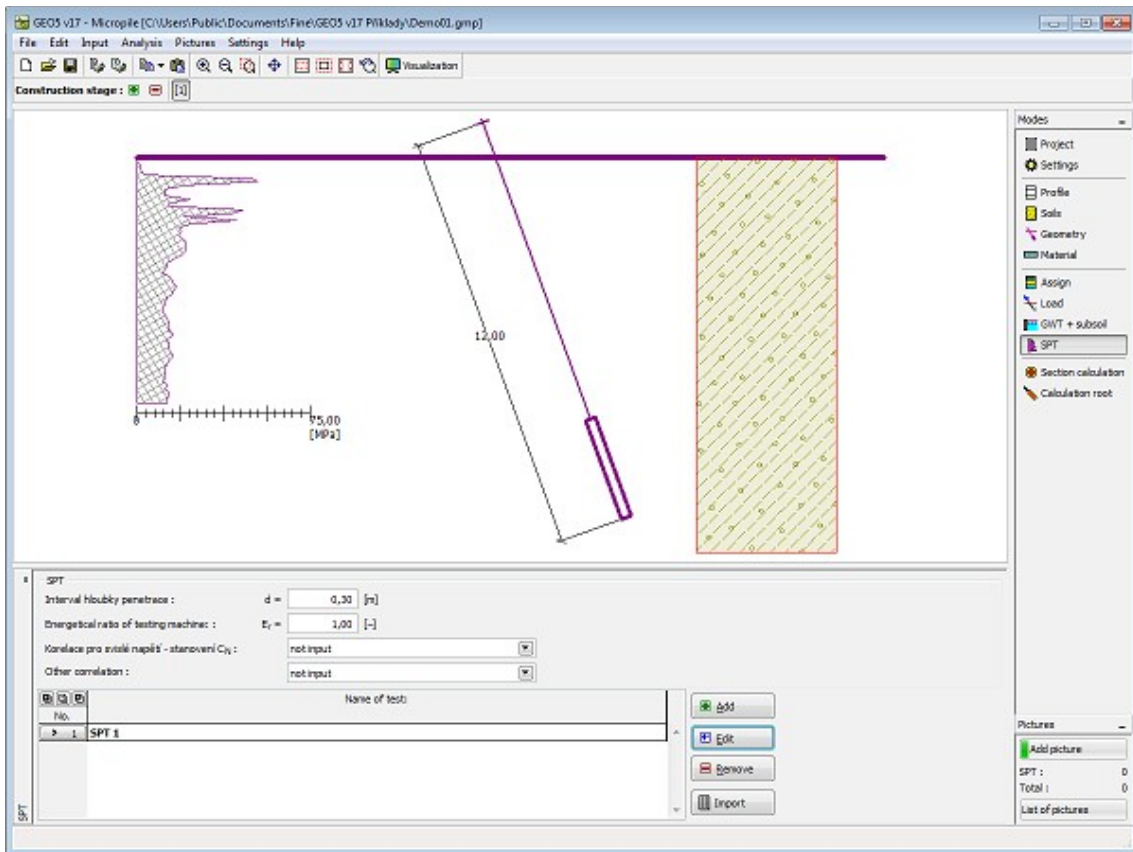 GEO5 v17 - Micropile [C:\Users\Public\Documents\Fine\GEO5 v17 Příklady\Demo01.gmp]
File Edit Input Analysis Pictures Settings Help
Visualization
Construction stage : [1]
12,00
0
75,00
[MPa]
Modes
Project
Settings
Profile
Soils
Geometry
Material
Assign
Load
GWT + subsoil
SPT
Section calculation
Calculation root
SPT
Interval hloubky penetrace : d = 0,30 [m]
Energetical ratio of testing machine: : Er = 1,00 [–]
Korelace pro svislé napětí - stanovení CN : not input
Other correlation : not input
No. Name of test:
> 1 SPT 1
Add
Edit
Remove
Import
SPT
Pictures
Add picture
SPT : 0
Total : 0
List of pictures